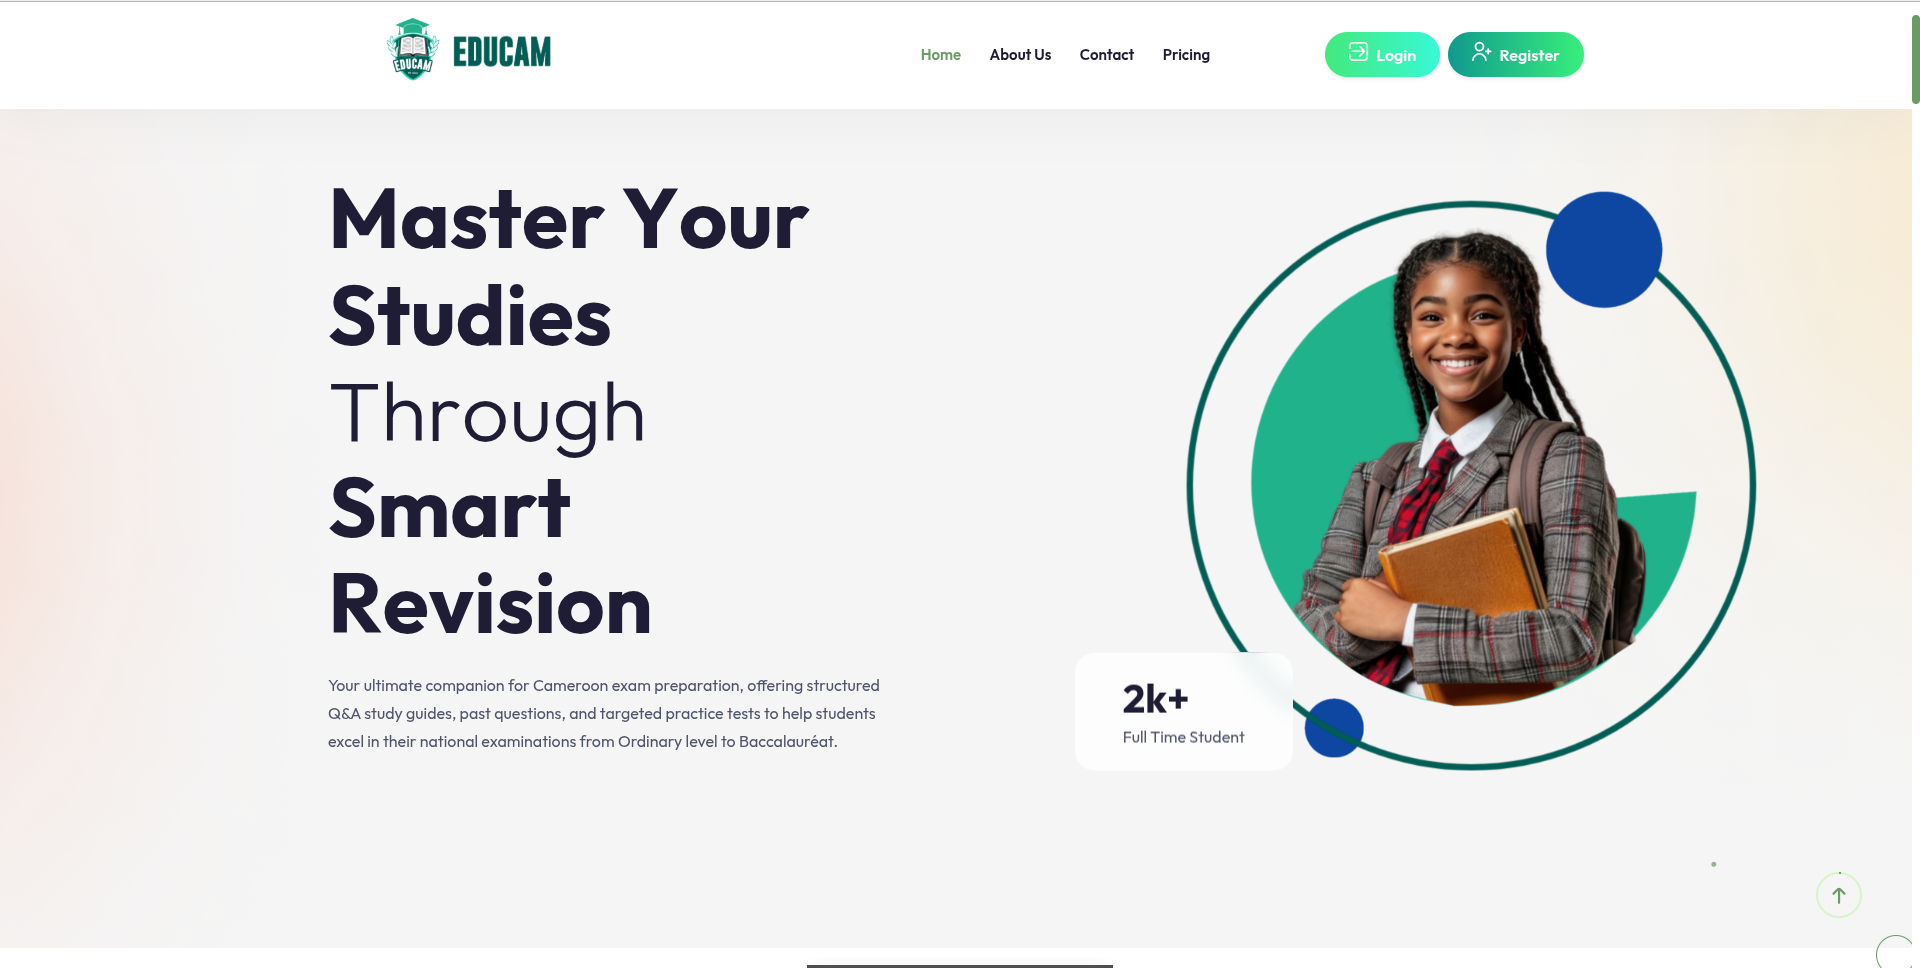 EDUCAM
EDUCAM
Home
About Us
Contact
Pricing
Login
Register
Master Your
Studies
Through
Smart
Revision
Your ultimate companion for Cameroon exam preparation, offering structured
Q&A study guides, past questions, and targeted practice tests to help students
excel in their national examinations from Ordinary level to Baccalauréat.
2k+
Full Time Student